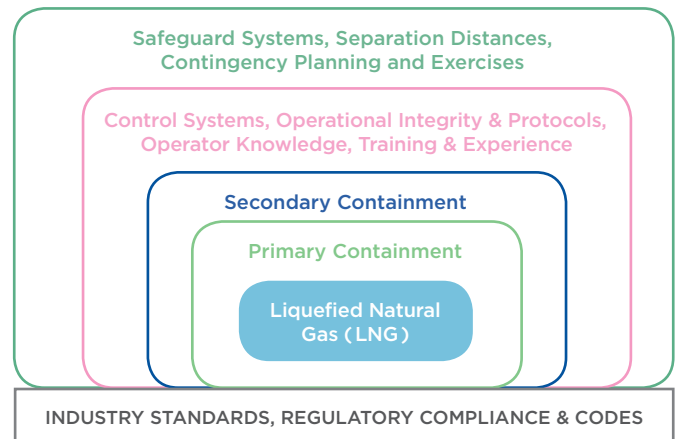 Safeguard Systems, Separation Distances,
Contingency Planning and Exercises
Control Systems, Operational Integrity & Protocols,
Operator Knowledge, Training & Experience
Secondary Containment
Primary Containment
Liquefied Natural
Gas (LNG)
INDUSTRY STANDARDS, REGULATORY COMPLIANCE & CODES